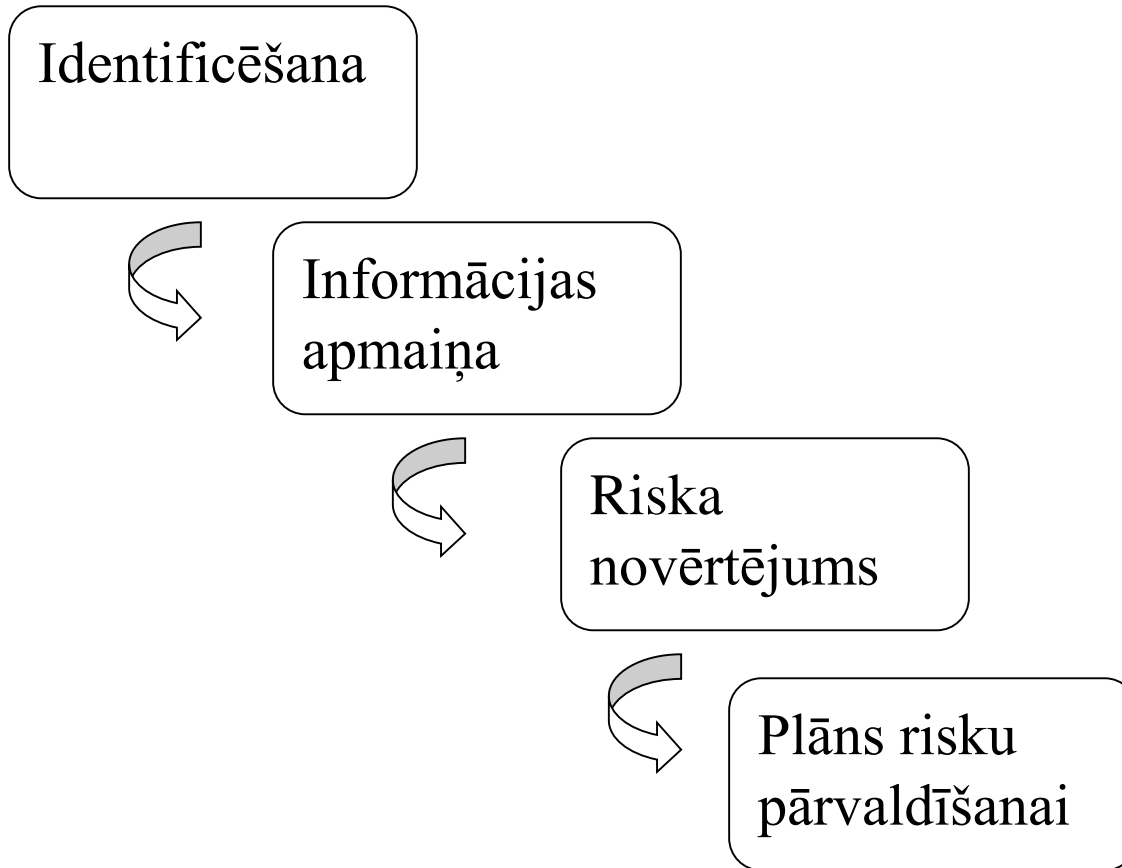 Identificēšana
Informācijas
apmaiņa
Riska
novērtējums
Plāns risku
pārvaldīšanai